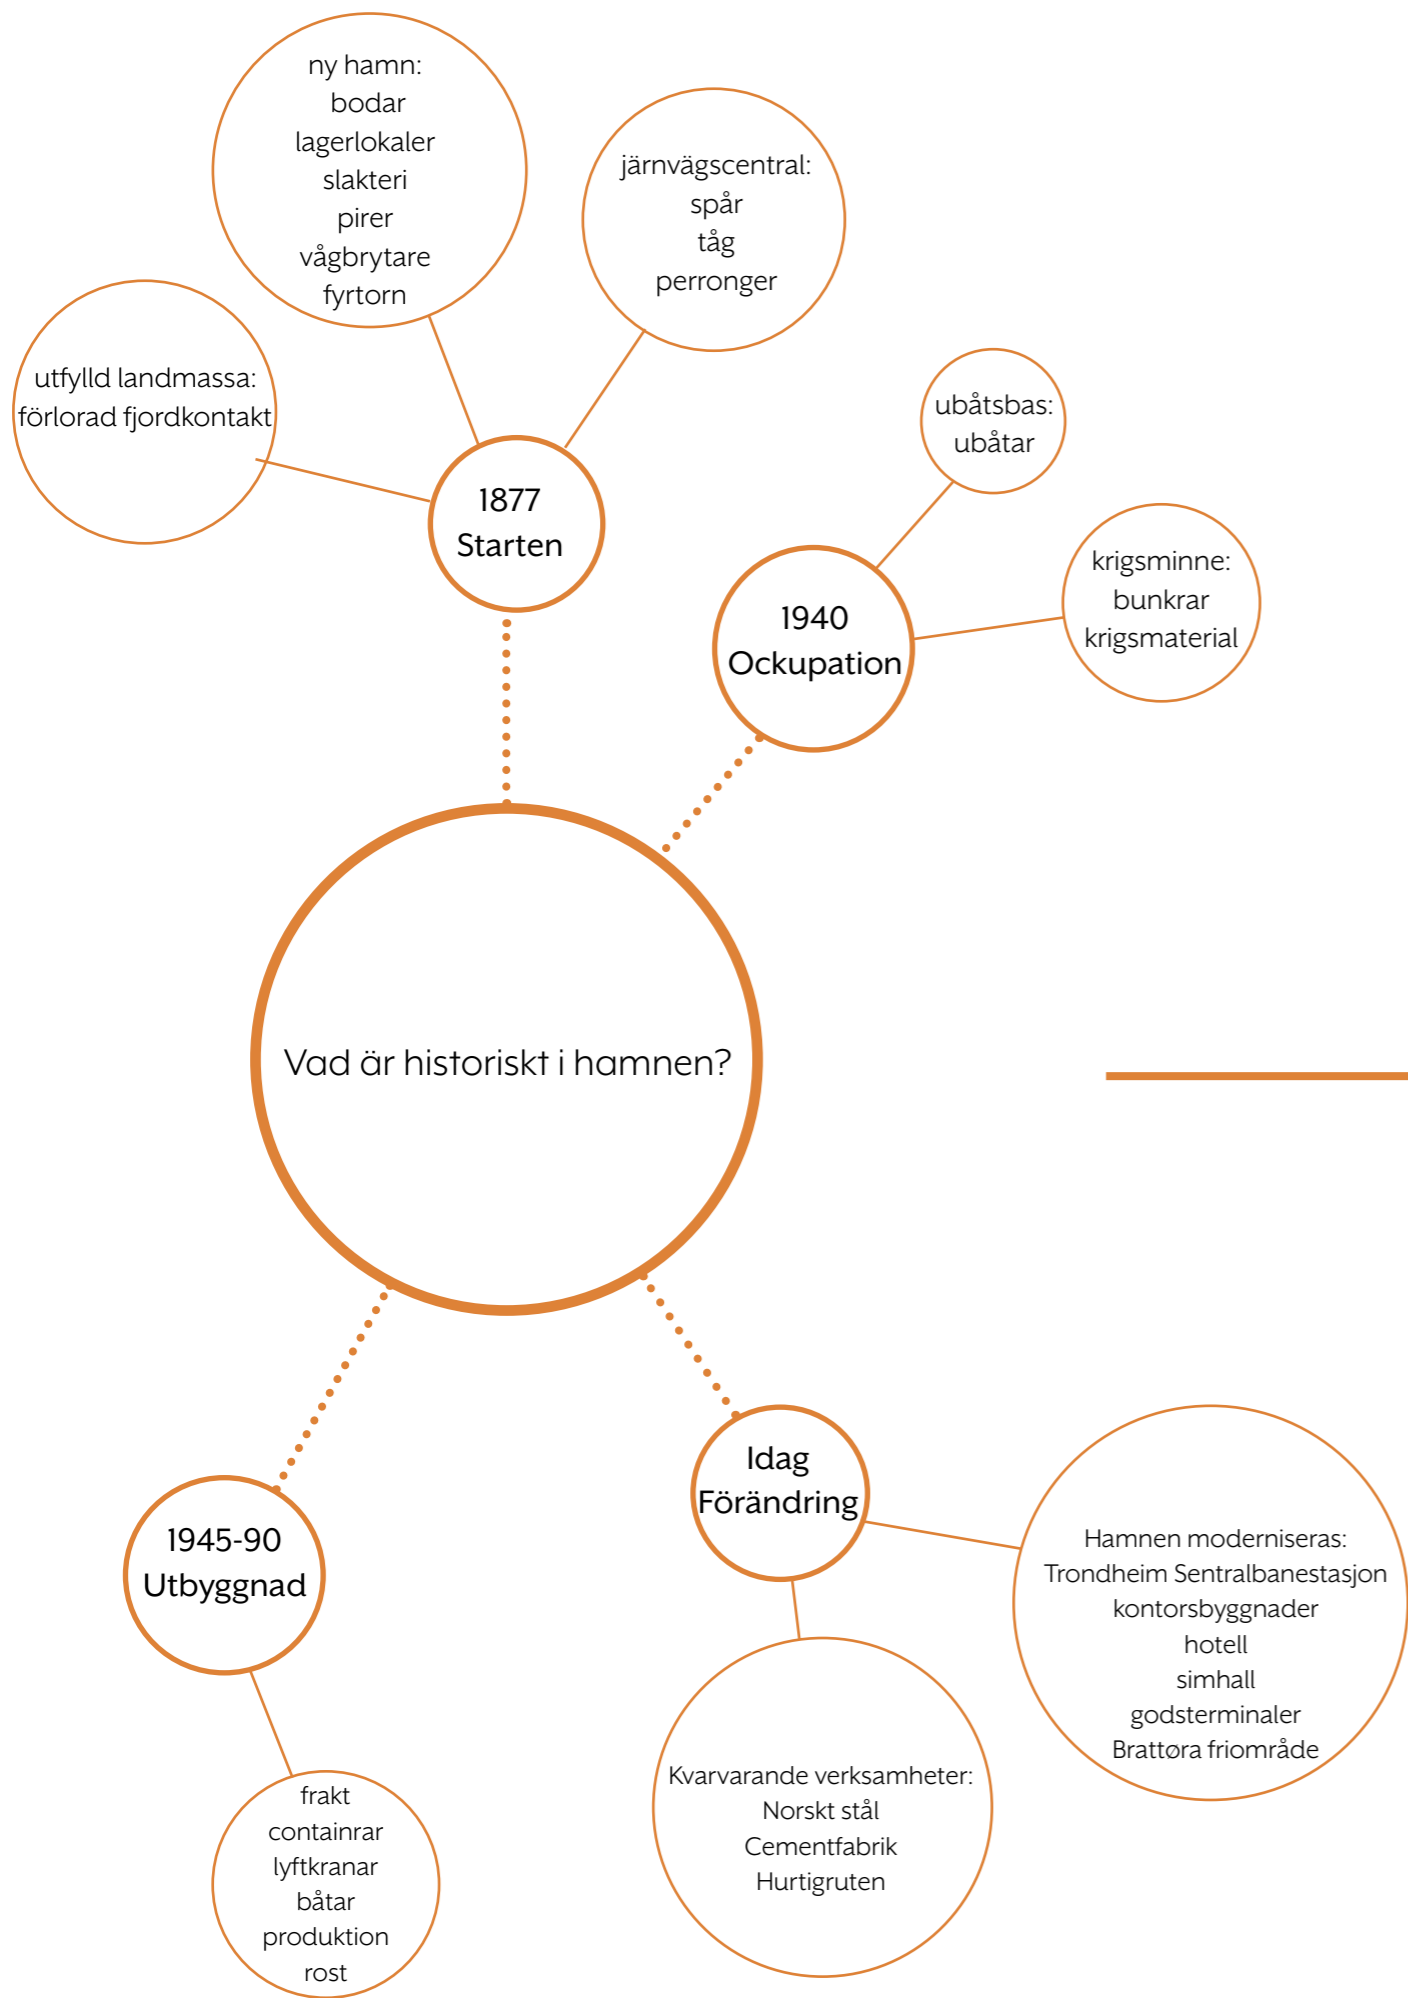 ny hamn:
bodar
lagerlokaler
slakteri
pirer
vågbrytare
fyrtorn
järnvägscentral:
spår
tåg
perronger
utfylld landmassa:
förlorad fjordkontakt
1877
Starten
ubåtsbas:
ubåtar
krigsminne:
bunkrar
krigsmaterial
1940
Ockupation
Vad är historiskt i hamnen?
1945-90
Utbyggnad
frakt
containrar
lyftkranar
båtar
produktion
rost
Idag
Förändring
Hamnen moderniseras:
Trondheim Sentralbanestasjon
kontorsbyggnader
hotell
simhall
godsterminaler
Brattøra friområde
Kvarvarande verksamheter:
Norskt stål
Cementfabrik
Hurtigruten